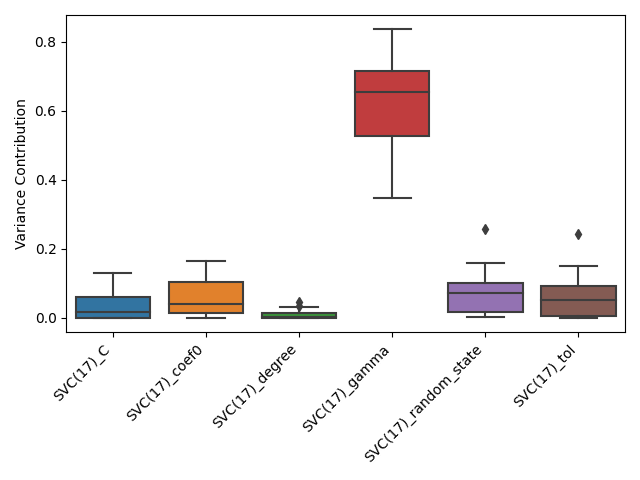 Variance Contribution
0.8
0.6
0.4
0.2
0.0
SVC(17)_C
SVC(17)_coef0
SVC(17)_degree
SVC(17)_gamma
SVC(17)_random_state
SVC(17)_tol